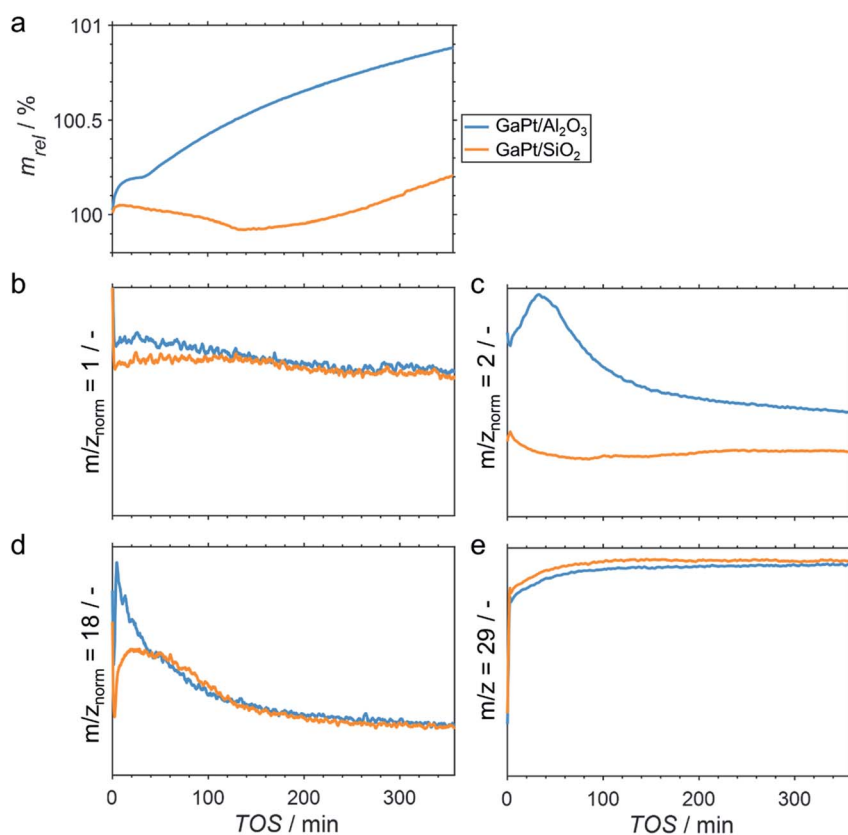 a
101
100.5
100
m_rel / %
GaPt/Al₂O₃
GaPt/SiO₂
b
m/z_norm = 1 / -
c
m/z_norm = 2 / -
d
m/z_norm = 18 / -
0 100 200 300
TOS / min
e
m/z = 29 / -
0 100 200 300
TOS / min